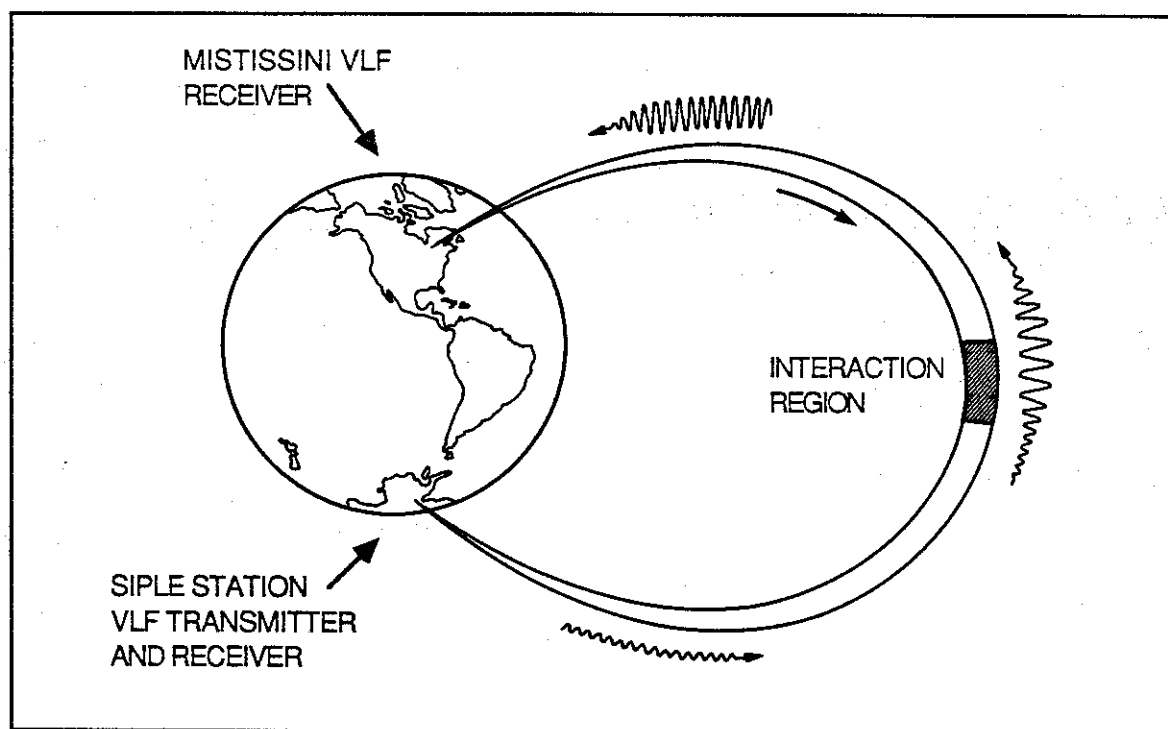 MISTISSINI VLF
RECEIVER
INTERACTION
REGION
SIPLE STATION
VLF TRANSMITTER
AND RECEIVER